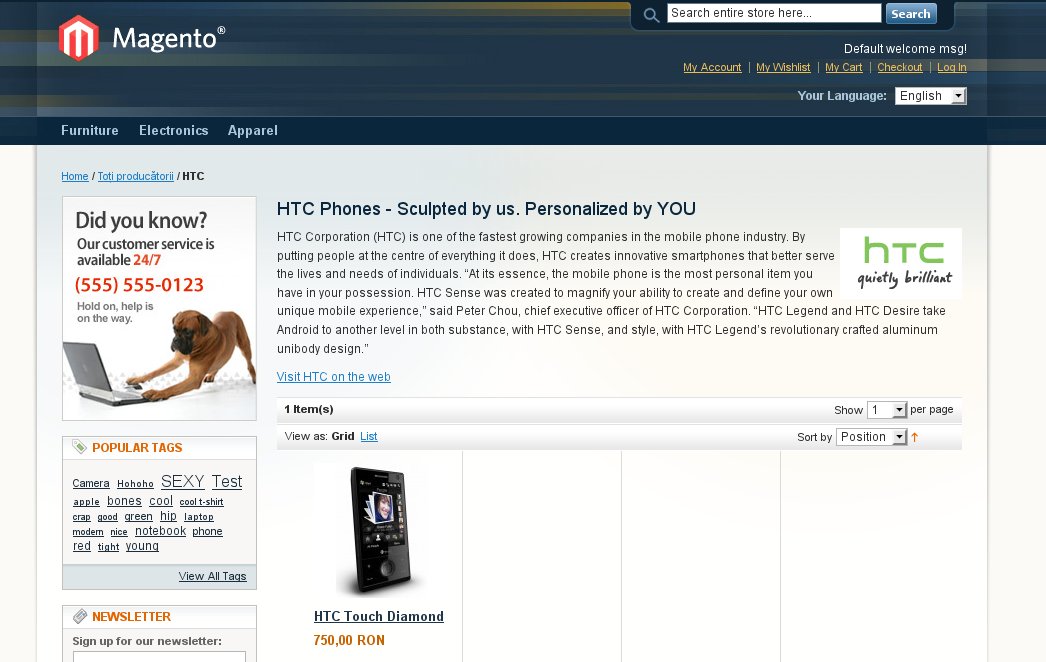 Search entire store here...
Search
Magento®
Default welcome msg!
My Account | My Wishlist | My Cart | Checkout | Log In
Your Language: English
Furniture Electronics Apparel
Home / Toți producătorii / HTC
Did you know?
Our customer service is
available 24/7
(555) 555-0123
Hold on, help is
on the way.
POPULAR TAGS
Camera Hohoho SEXY Test
apple bones cool cool t-shirt
crap good green hip laptop
modern nice notebook phone
red tight young
View All Tags
NEWSLETTER
Sign up for our newsletter:
HTC Phones - Sculpted by us. Personalized by YOU
HTC Corporation (HTC) is one of the fastest growing companies in the mobile phone industry. By
putting people at the centre of everything it does, HTC creates innovative smartphones that better serve
the lives and needs of individuals. “At its essence, the mobile phone is the most personal item you
have in your possession. HTC Sense was created to magnify your ability to create and define your own
unique mobile experience,” said Peter Chou, chief executive officer of HTC Corporation. “HTC Legend and HTC Desire take
Android to another level in both substance, with HTC Sense, and style, with HTC Legend’s revolutionary crafted aluminum
unibody design.”
hTC
quietly brilliant
Visit HTC on the web
1 Item(s)
Show 1 per page
View as: Grid List
Sort by Position
HTC Touch Diamond
750,00 RON